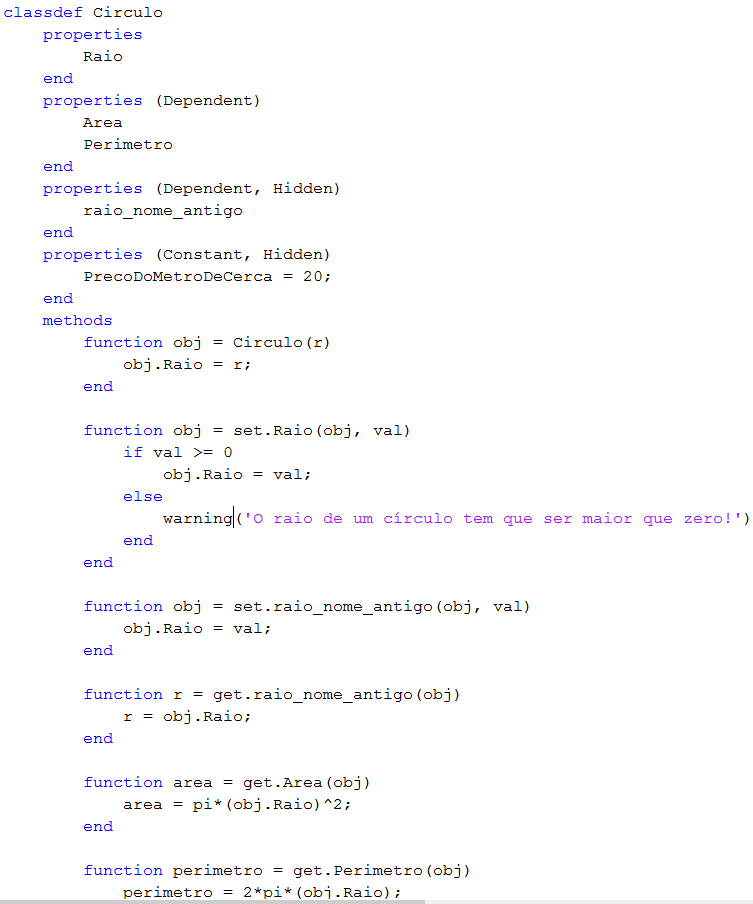 classdef Circulo
    properties
        Raio
    end
    properties (Dependent)
        Area
        Perimetro
    end
    properties (Dependent, Hidden)
        raio_nome_antigo
    end
    properties (Constant, Hidden)
        PrecoDoMetroDeCerca = 20;
    end
    methods
        function obj = Circulo(r)
            obj.Raio = r;
        end

        function obj = set.Raio(obj, val)
            if val >= 0
                obj.Raio = val;
            else
                warning('O raio de um círculo tem que ser maior que zero!')
            end
        end

        function obj = set.raio_nome_antigo(obj, val)
            obj.Raio = val;
        end

        function r = get.raio_nome_antigo(obj)
            r = obj.Raio;
        end

        function area = get.Area(obj)
            area = pi*(obj.Raio)^2;
        end

        function perimetro = get.Perimetro(obj)
            perimetro = 2*pi*(obj.Raio);